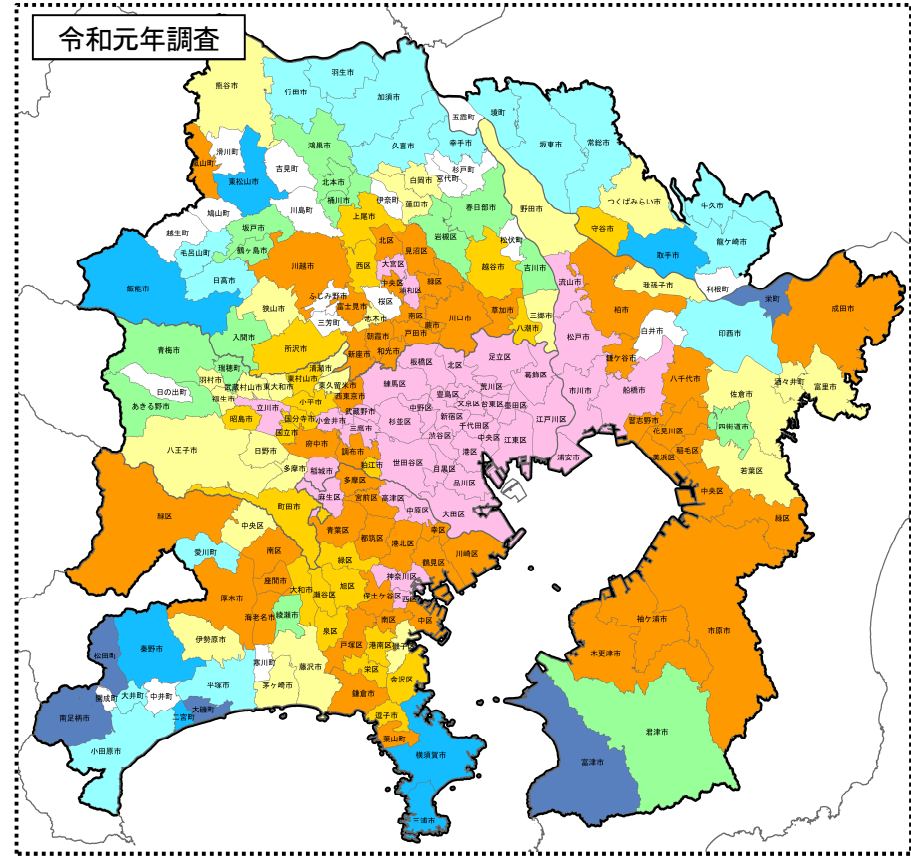 令和元年調査
熊谷市
行田市
羽生市
加須市
五霞町
境町
坂東市
常総市
嵐山町
滑川町
東松山市
吉見町
鴻巣市
久喜市
幸手市
杉戸町
宮代町
白岡市
蓮田市
北本市
桶川市
伊奈町
春日部市
野田市
つくばみらい市
牛久市
鳩山町
川島町
上尾市
岩槻区
松伏町
守谷市
龍ケ崎市
越生町
坂戸市
毛呂山町
鶴ヶ島市
北区
見沼区
西区
大宮区
越谷市
吉川市
取手市
飯能市
日高市
川越市
中央区
浦和区
緑区
流山市
我孫子市
利根町
栄町
成田市
ふじみ野市
富士見市
桜区
狭山市
三芳町
志木市
南区
川口市
草加市
三郷市
柏市
印西市
入間市
朝霞市
戸田市
蕨市
八潮市
松戸市
白井市
青梅市
所沢市
新座市
和光市
足立区
瑞穂町
清瀬市
板橋区
北区
鎌ケ谷市
羽村市
武蔵村山市
東大和市
東村山市
東久留米市
練馬区
葛飾区
市川市
船橋市
八千代市
酒々井町
富里市
日の出町
福生市
西東京市
豊島区
荒川区
佐倉市
あきる野市
立川市
小平市
武蔵野市
中野区
文京区
台東区
墨田区
昭島市
国分寺市
小金井市
新宿区
江戸川区
習志野市
四街道市
国立市
三鷹市
杉並区
千代田区
花見川区
府中市
渋谷区
中央区
江東区
八王子市
日野市
調布市
港区
浦安市
美浜区
稲毛区
狛江市
世田谷区
目黒区
若葉区
多摩市
稲城市
多摩区
品川区
中央区
麻生区
宮前区
高津区
町田市
中原区
大田区
緑区
緑区
中央区
青葉区
都筑区
港北区
幸区
愛川町
南区
緑区
鶴見区
川崎区
座間市
大和市
旭区
神奈川区
厚木市
瀬谷区
保土ケ谷区
西区
海老名市
綾瀬市
南区
中区
袖ケ浦市
市原市
秦野市
伊勢原市
泉区
戸塚区
港南区
磯子区
木更津市
松田町
寒川町
藤沢市
栄区
金沢区
開成町
大井町
中井町
平塚市
茅ヶ崎市
鎌倉市
南足柄市
二宮町
大磯町
逗子市
葉山町
君津市
小田原市
横須賀市
富津市
三浦市